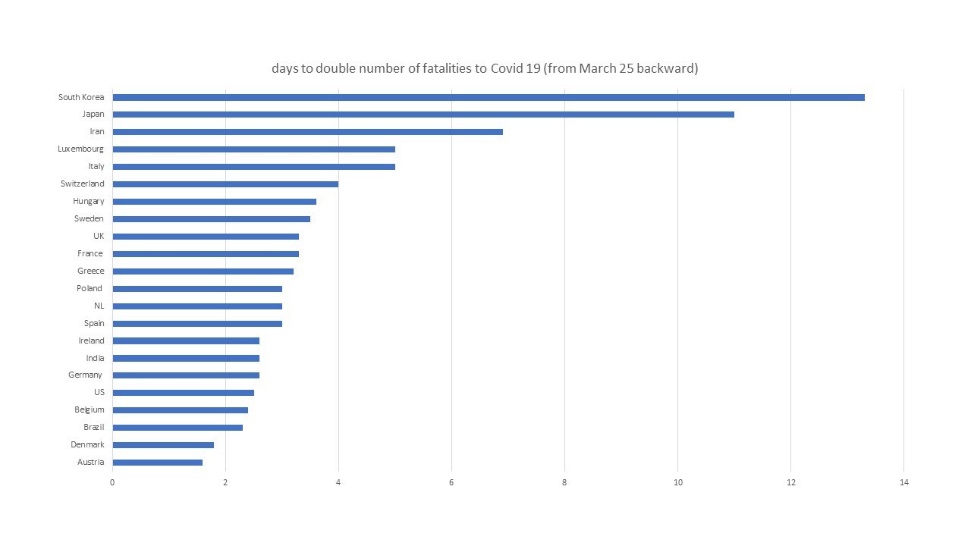 days to double number of fatalities to Covid 19 (from March 25 backward)
South Korea
Japan
Iran
Luxembourg
Italy
Switzerland
Hungary
Sweden
UK
France
Greece
Poland
NL
Spain
Ireland
India
Germany
US
Belgium
Brazil
Denmark
Austria
0 2 4 6 8 10 12 14